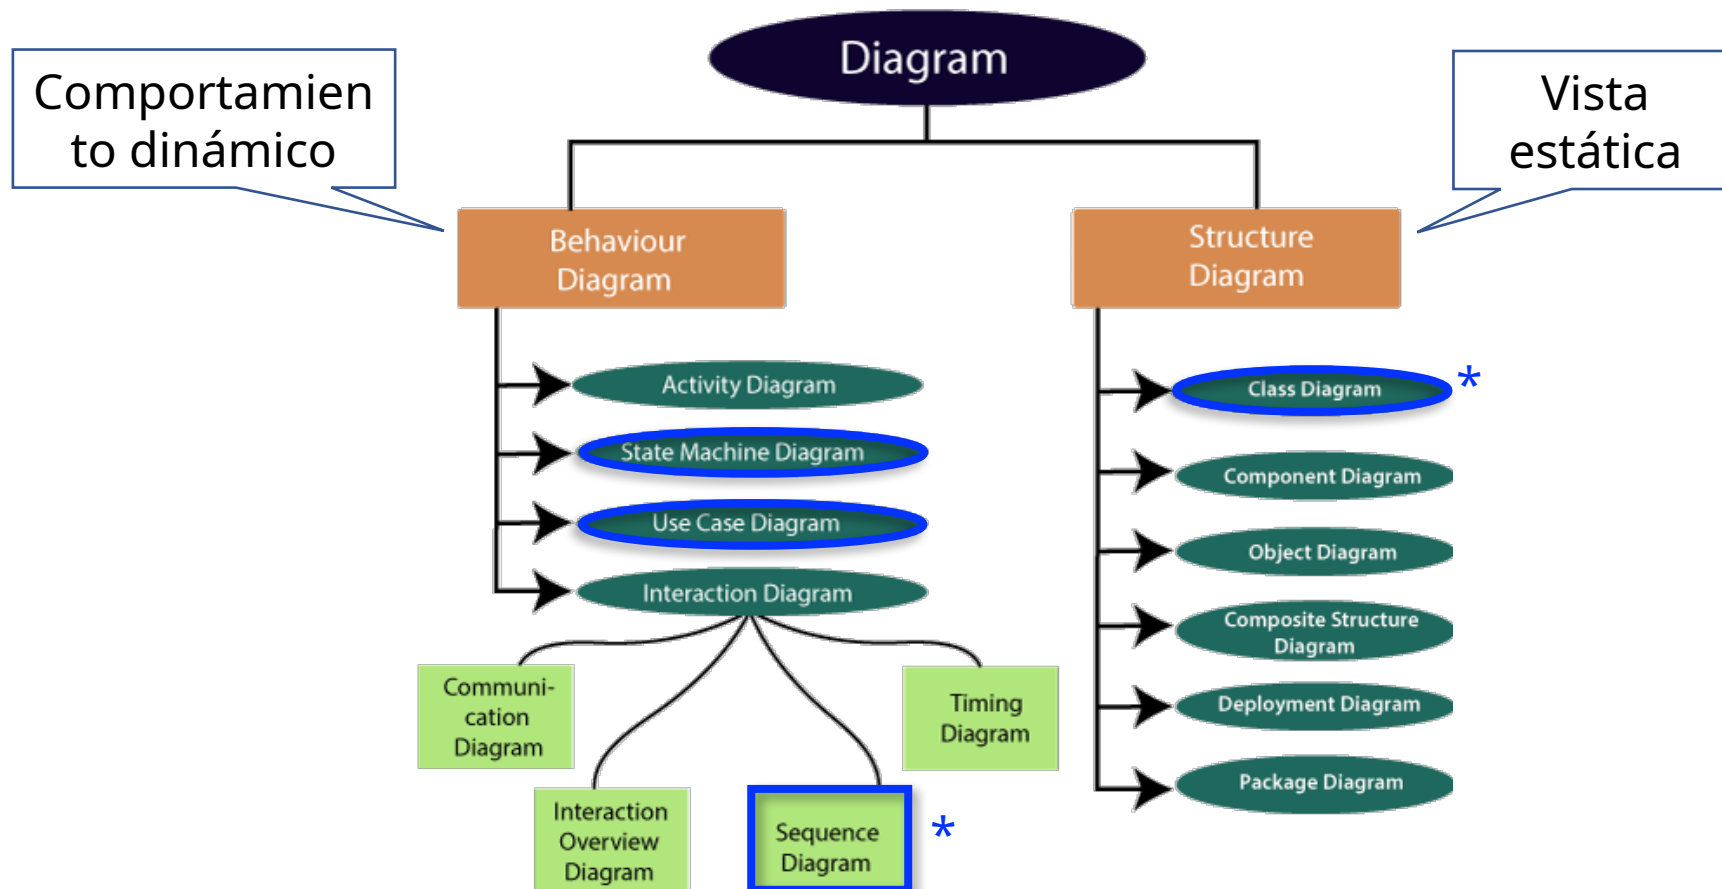 Diagram
Comportamien
to dinámico
Vista
estática
Behaviour
Diagram
Structure
Diagram
Activity Diagram
State Machine Diagram
Use Case Diagram
Interaction Diagram
Communi-
cation
Diagram
Timing
Diagram
Interaction
Overview
Diagram
Sequence
Diagram
*
Class Diagram
*
Component Diagram
Object Diagram
Composite Structure
Diagram
Deployment Diagram
Package Diagram